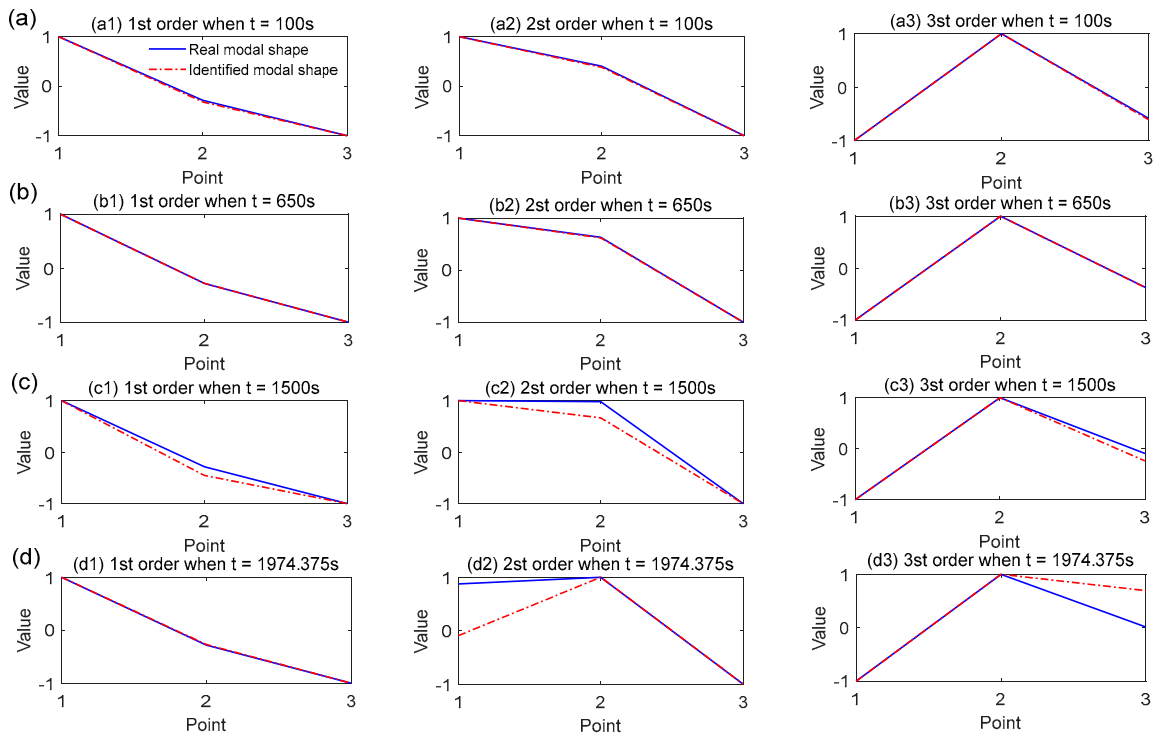 (a)
(a1) 1st order when t = 100s
Real modal shape
Identified modal shape
Value
1
0
-1
1
2
3
Point
(a2) 2st order when t = 100s
Value
1
0
-1
1
2
3
Point
(a3) 3st order when t = 100s
Value
1
0
-1
1
2
3
Point
(b)
(b1) 1st order when t = 650s
Value
1
0
-1
1
2
3
Point
(b2) 2st order when t = 650s
Value
1
0
-1
1
2
3
Point
(b3) 3st order when t = 650s
Value
1
0
-1
1
2
3
Point
(c)
(c1) 1st order when t = 1500s
Value
1
0
-1
1
2
3
Point
(c2) 2st order when t = 1500s
Value
1
0
-1
1
2
3
Point
(c3) 3st order when t = 1500s
Value
1
0
-1
1
2
3
Point
(d)
(d1) 1st order when t = 1974.375s
Value
1
0
-1
1
2
3
Point
(d2) 2st order when t = 1974.375s
Value
1
0
-1
1
2
3
Point
(d3) 3st order when t = 1974.375s
Value
1
0
-1
1
2
3
Point